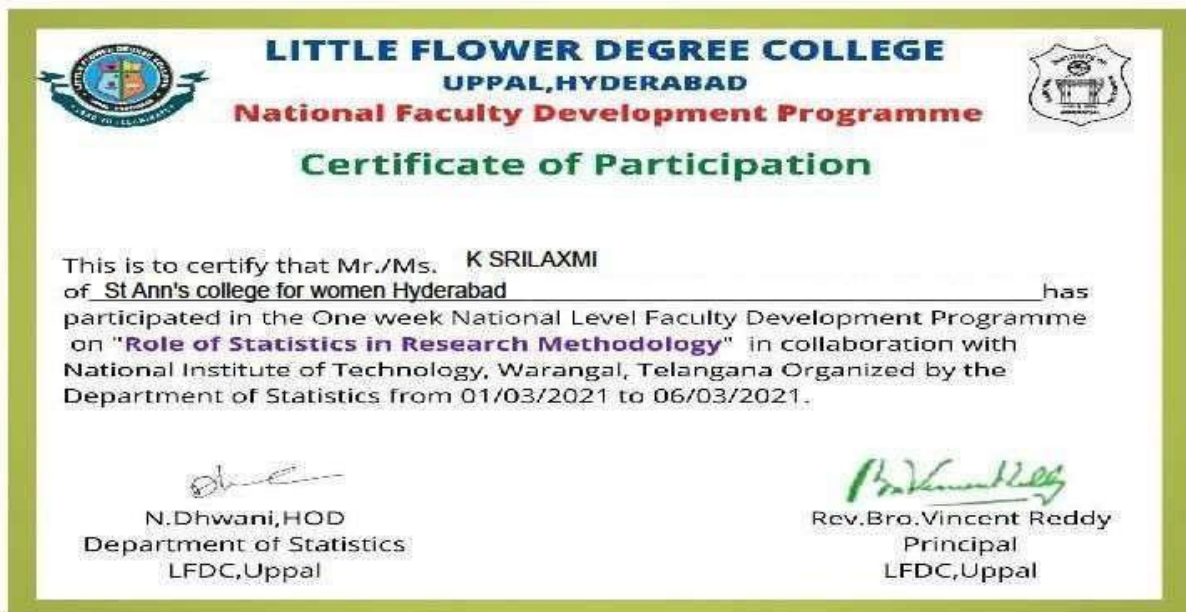 LITTLE FLOWER DEGREE COLLEGE
UPPAL,HYDERABAD
National Faculty Development Programme
Certificate of Participation
This is to certify that Mr./Ms. K SRILAXMI
of St Ann's college for women Hyderabad has
participated in the One week National Level Faculty Development Programme
on "Role of Statistics in Research Methodology" in collaboration with
National Institute of Technology, Warangal, Telangana Organized by the
Department of Statistics from 01/03/2021 to 06/03/2021.
N.Dhwani,HOD
Department of Statistics
LFDC,Uppal
Rev.Bro.Vincent Reddy
Principal
LFDC,Uppal